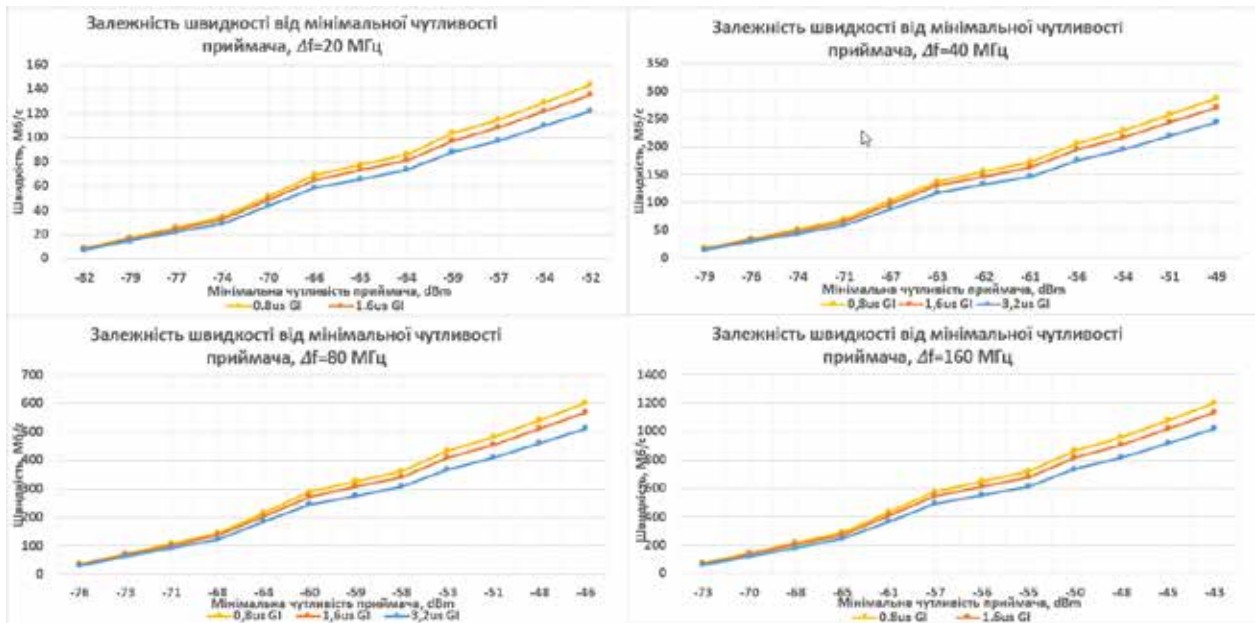 Залежність швидкості від мінімальної чутливості
приймача, Δf=20 МГц
Швидкість, Мб/с
160
140
120
100
80
60
40
20
0
-82 -79 -77 -74 -70 -66 -65 -64 -59 -57 -54 -52
Мінімальна чутливість приймача, dBm
0.8us GI 1.6us GI
Залежність швидкості від мінімальної чутливості
приймача, Δf=40 МГц
Швидкість, Мб/с
350
300
250
200
150
100
50
0
-79 -76 -74 -71 -67 -63 -62 -61 -56 -54 -51 -49
Мінімальна чутливість приймача, dBm
0,8us GI 1,6us GI 3,2us GI
Залежність швидкості від мінімальної чутливості
приймача, Δf=80 МГц
Швидкість, Мб/с
700
600
500
400
300
200
100
0
-76 -73 -71 -68 -64 -60 -59 -58 -53 -51 -48 -46
Мінімальна чутливість приймача, dBm
0,8us GI 1,6us GI 3,2us GI
Залежність швидкості від мінімальної чутливості
приймача, Δf=160 МГц
Швидкість, Мб/с
1400
1200
1000
800
600
400
200
0
-73 -70 -68 -65 -61 -57 -56 -55 -50 -48 -45 -43
Мінімальна чутливість приймача, dBm
0.8us GI 1.6us GI